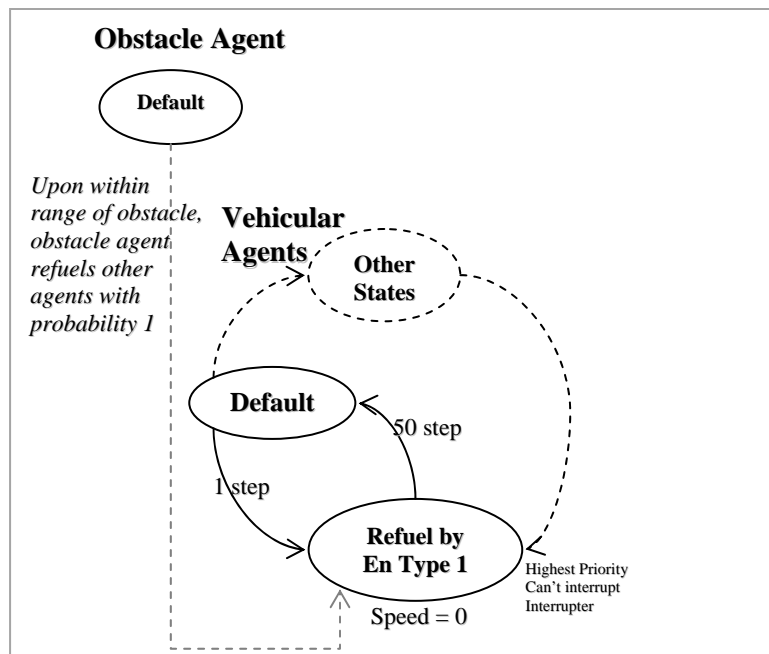 Obstacle Agent
Default
Upon within
range of obstacle,
obstacle agent
refuels other
agents with
probability 1
Vehicular
Agents
Other
States
Default
50 step
1 step
Refuel by
En Type 1
Highest Priority
Can't interrupt
Interrupter
Speed = 0